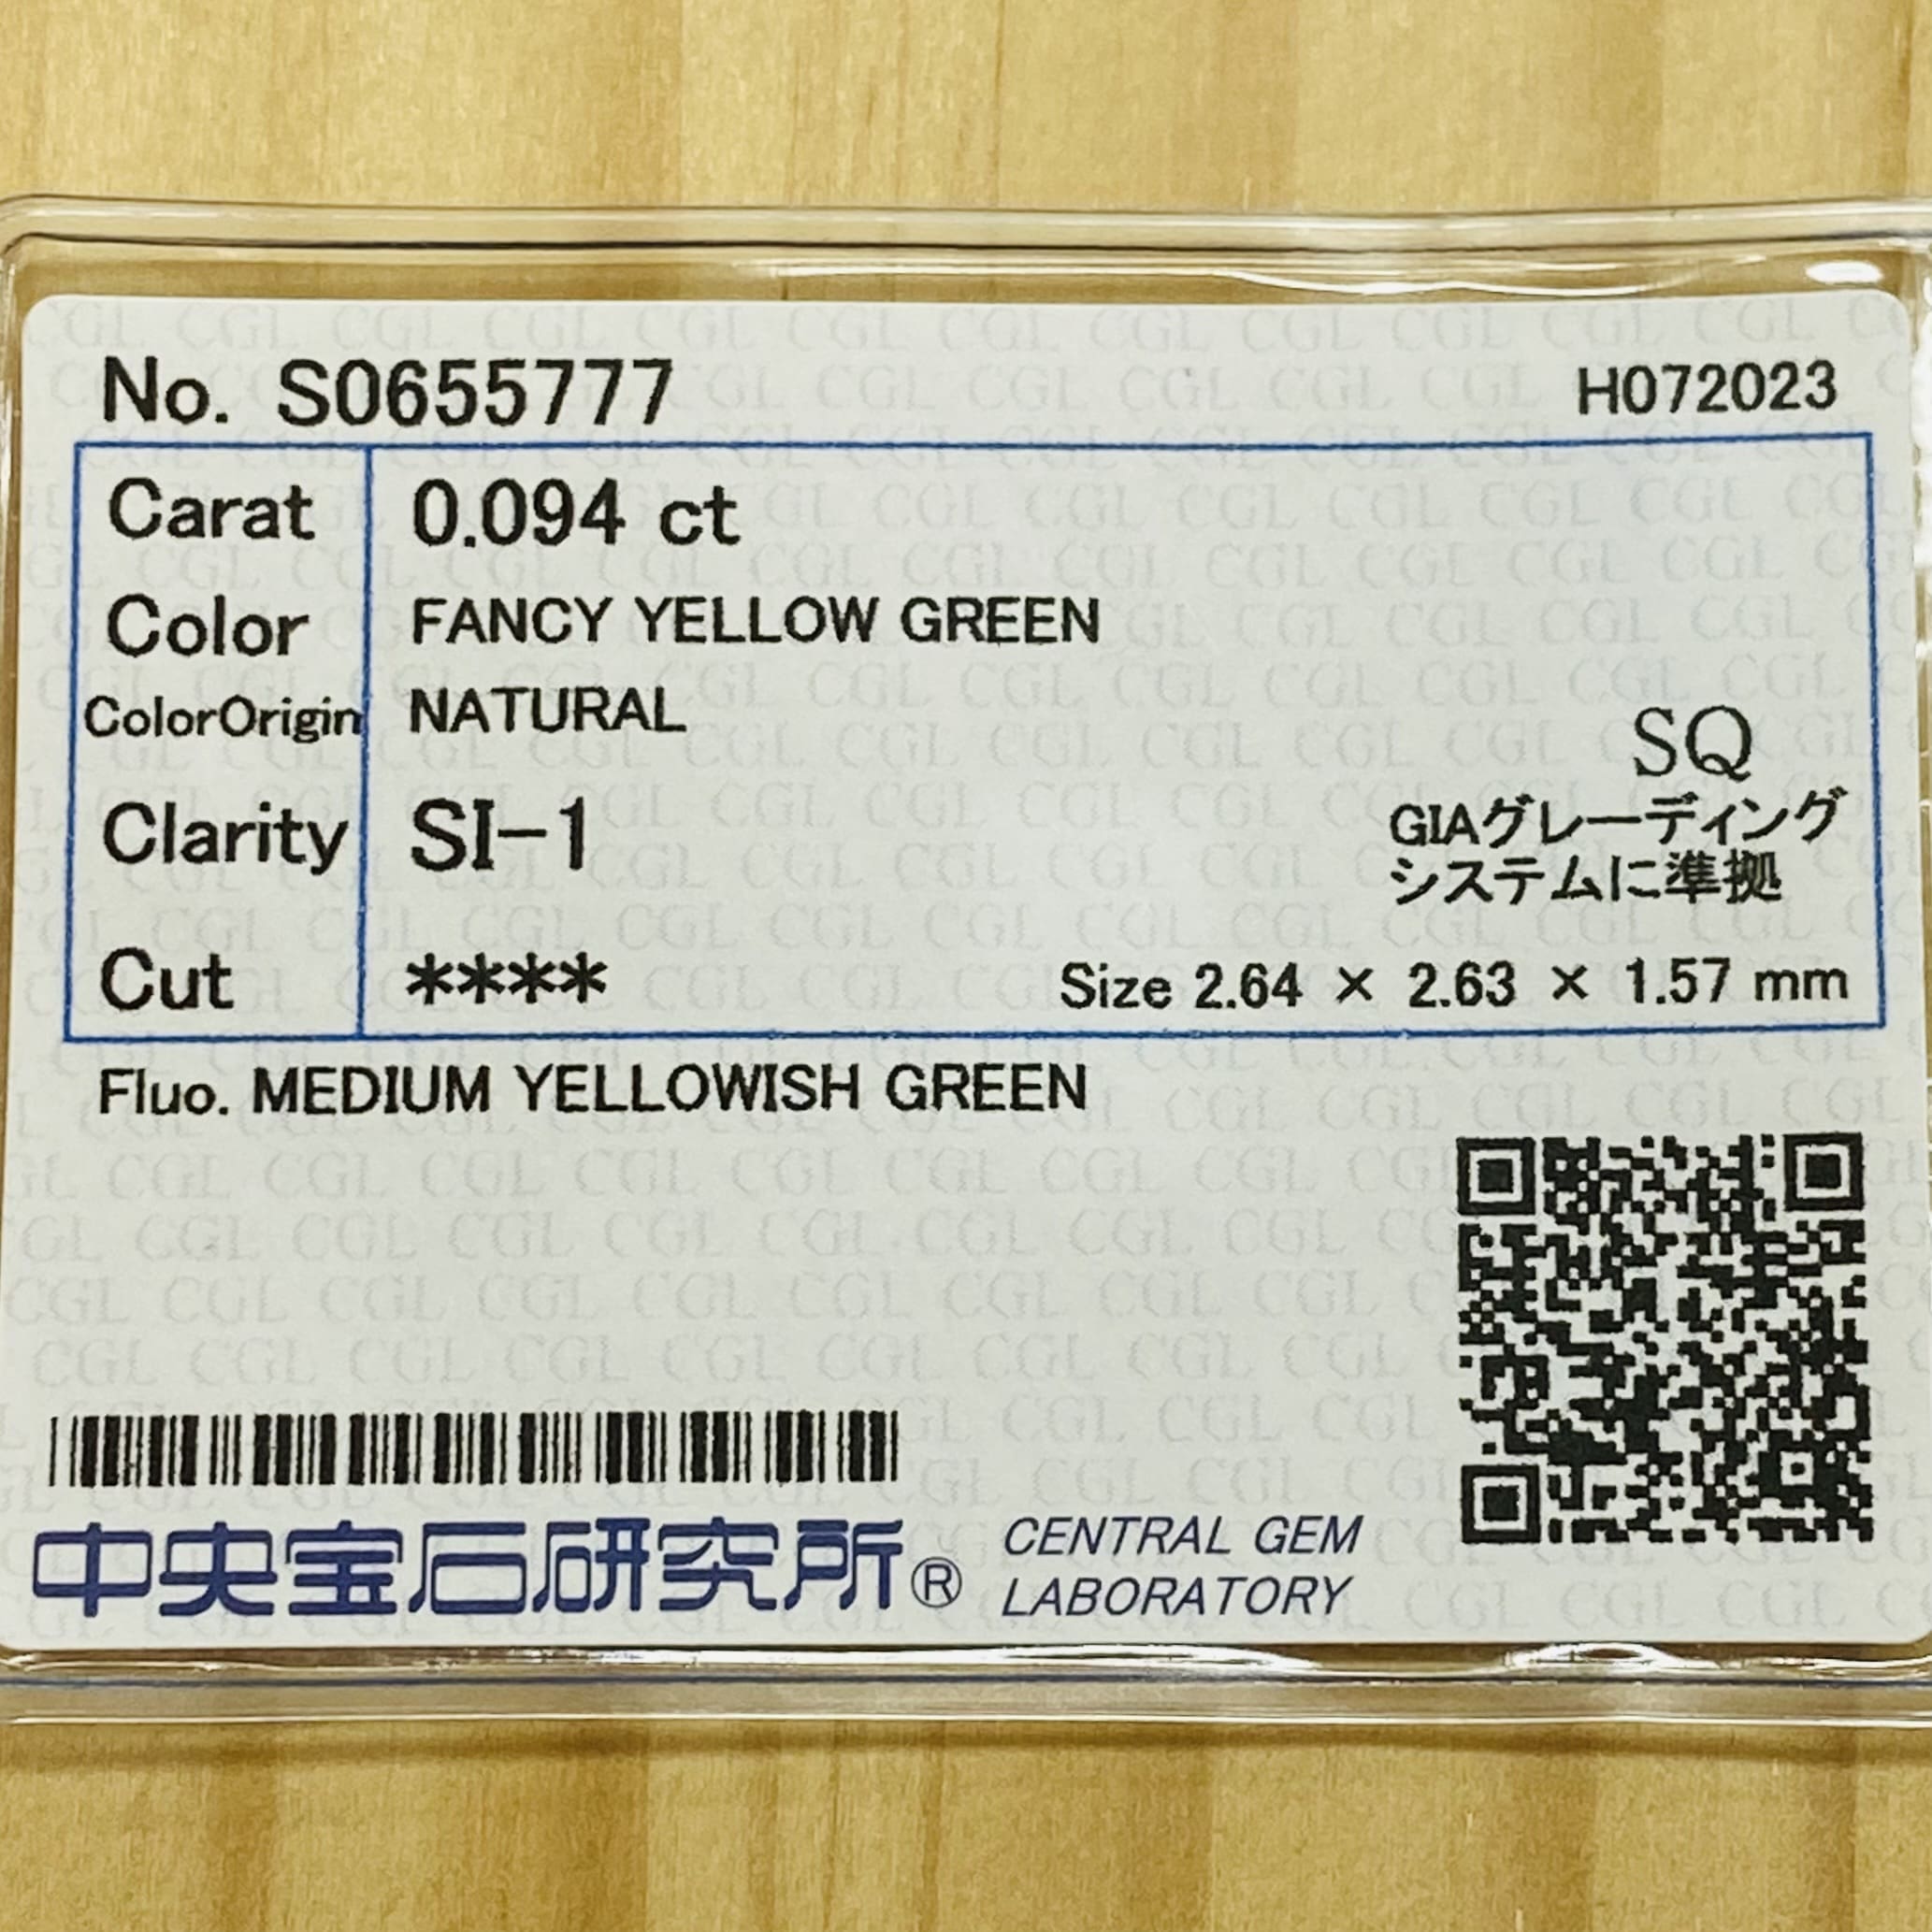 No. S0655777 H072023
Carat 0.094 ct
Color FANCY YELLOW GREEN
ColorOrigin NATURAL
SQ
Clarity SI-1
GIAグレーディング
システムに準拠
Cut **** Size 2.64 × 2.63 × 1.57 mm
Fluo. MEDIUM YELLOWISH GREEN
中央宝石研究所® CENTRAL GEM
LABORATORY